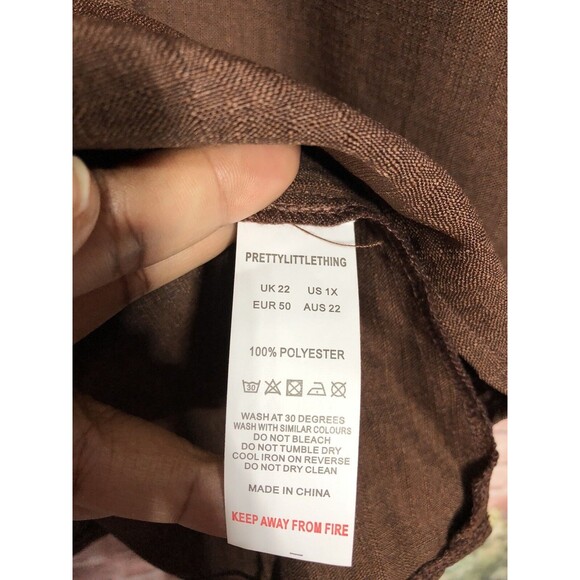 PRETTYLITTLETHING
UK 22 US 1X
EUR 50 AUS 22
100% POLYESTER
30
WASH AT 30 DEGREES
WASH WITH SIMILAR COLOURS
DO NOT BLEACH
DO NOT TUMBLE DRY
COOL IRON ON REVERSE
DO NOT DRY CLEAN
MADE IN CHINA
KEEP AWAY FROM FIRE